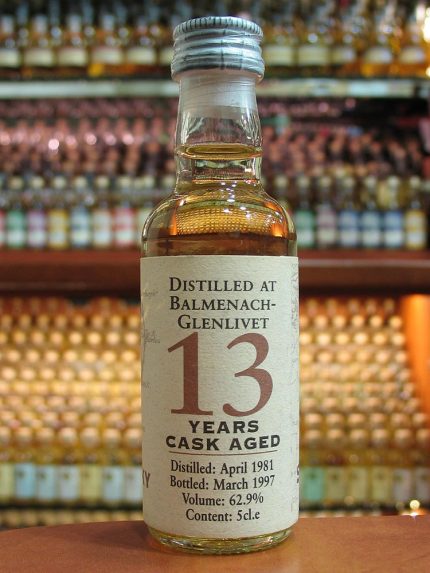 DISTILLED AT
BALMENACH-
GLENLIVET
13
YEARS
CASK AGED
Distilled: April 1981
Bottled: March 1997
Volume: 62.9%
Content: 5cl.e